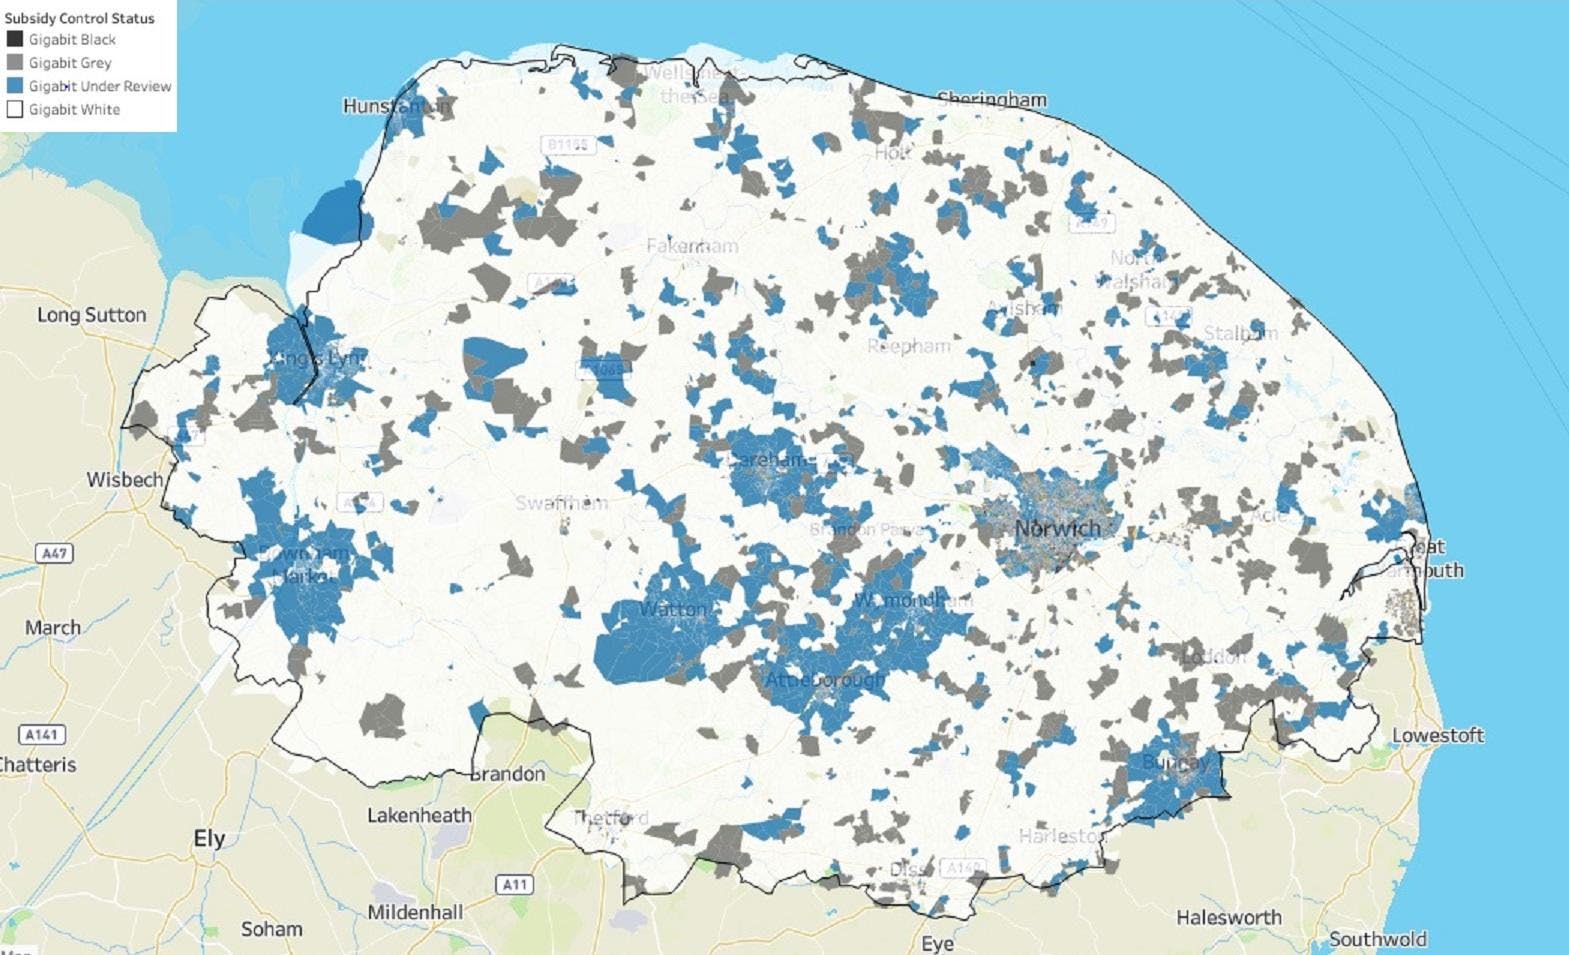 Subsidy Control Status
Gigabit Black
Gigabit Grey
Gigabit Under Review
Gigabit White
Wells-next-
the-Sea
Hunstanton
Sheringham
B1155
Holt
A149
Fakenham
North
Walsham
Long Sutton
Aylsham
Stalham
King's Lynn
Reepham
A1065
Dereham
Wisbech
Swaffham
Acle
Norwich
Brandon Parva
A47
Downham
Market
Great
Yarmouth
Watton
Wymondham
March
Loddon
Attleborough
A141
Lowestoft
Chatteris
Brandon
Bungay
Lakenheath
Thetford
Harleston
Ely
Diss
A140
A11
Mildenhall
Halesworth
Soham
Eye
Southwold